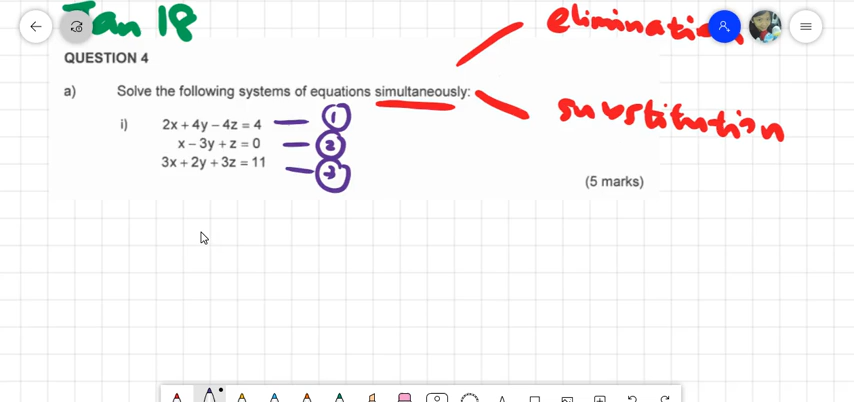 Jan 18
elimination
QUESTION 4
a) Solve the following systems of equations simultaneously:
substitution
i) 2x + 4y − 4z = 4 — 1
x − 3y + z = 0 — 2
3x + 2y + 3z = 11 — 3
(5 marks)